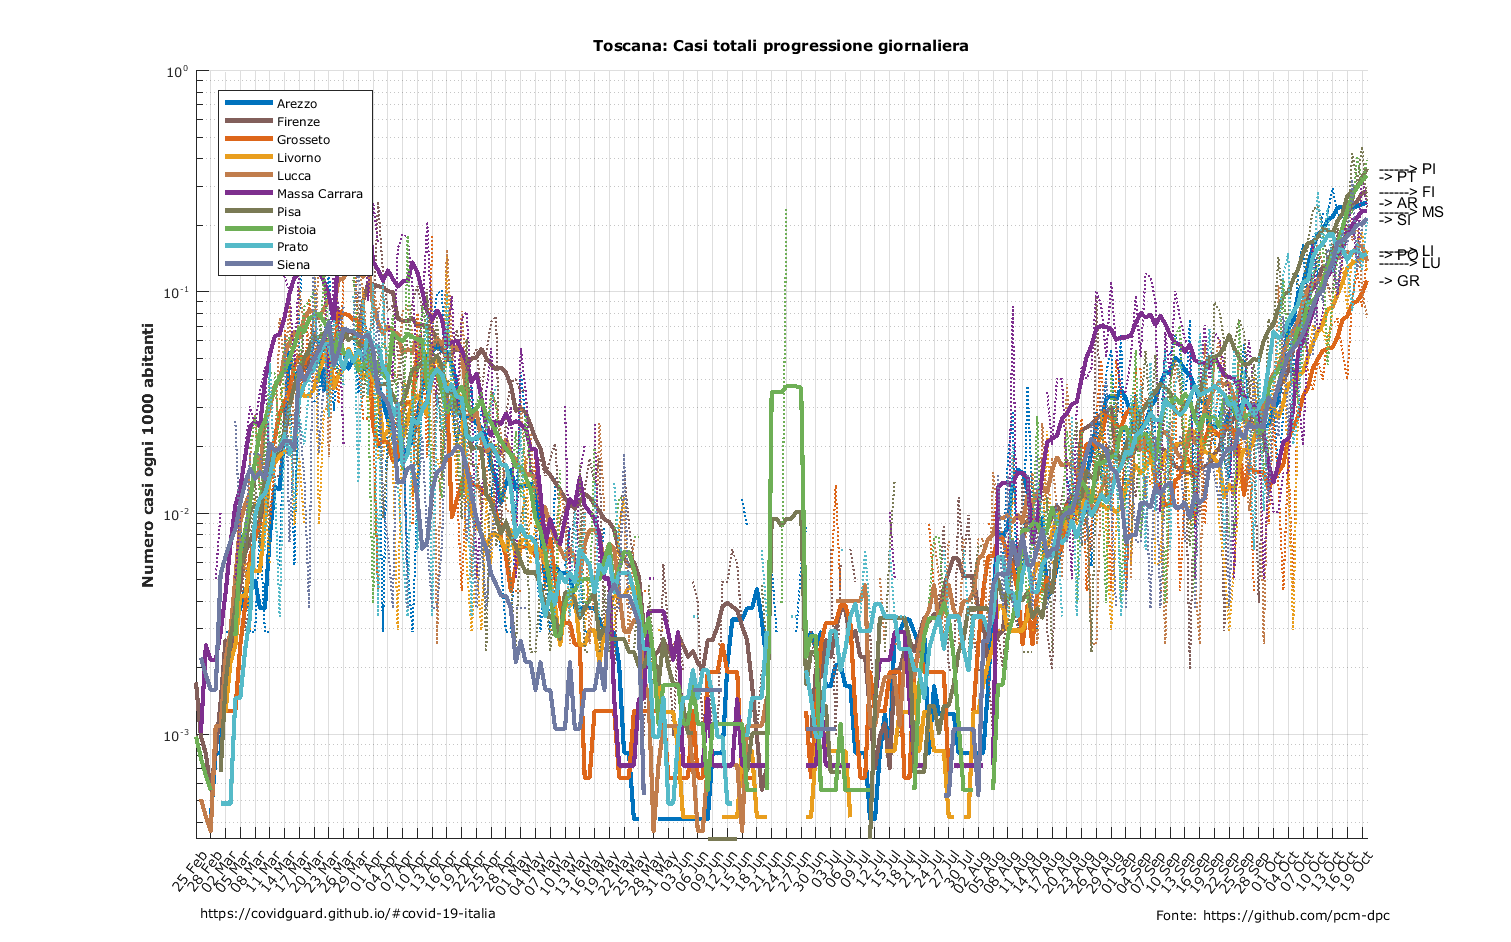 Toscana: Casi totali progressione giornaliera
Numero casi ogni 1000 abitanti
10^0
10^-1
10^-2
10^-3
Arezzo
Firenze
Grosseto
Livorno
Lucca
Massa Carrara
Pisa
Pistoia
Prato
Siena
------> PI
-> PT
------> FI
-> AR
------> MS
-> SI
------> LI
-> PO
------> LU
-> GR
25 Feb
28 Feb
02 Mar
05 Mar
08 Mar
11 Mar
14 Mar
17 Mar
20 Mar
23 Mar
26 Mar
29 Mar
01 Apr
04 Apr
07 Apr
10 Apr
13 Apr
16 Apr
19 Apr
22 Apr
25 Apr
28 Apr
01 May
04 May
07 May
10 May
13 May
16 May
19 May
22 May
25 May
28 May
31 May
03 Jun
06 Jun
09 Jun
12 Jun
15 Jun
18 Jun
21 Jun
24 Jun
27 Jun
30 Jun
03 Jul
06 Jul
09 Jul
12 Jul
15 Jul
18 Jul
21 Jul
24 Jul
27 Jul
30 Jul
02 Aug
05 Aug
08 Aug
11 Aug
14 Aug
17 Aug
20 Aug
23 Aug
26 Aug
29 Aug
01 Sep
04 Sep
07 Sep
10 Sep
13 Sep
16 Sep
19 Sep
22 Sep
25 Sep
28 Sep
01 Oct
04 Oct
07 Oct
10 Oct
13 Oct
16 Oct
19 Oct
https://covidguard.github.io/#covid-19-italia
Fonte: https://github.com/pcm-dpc